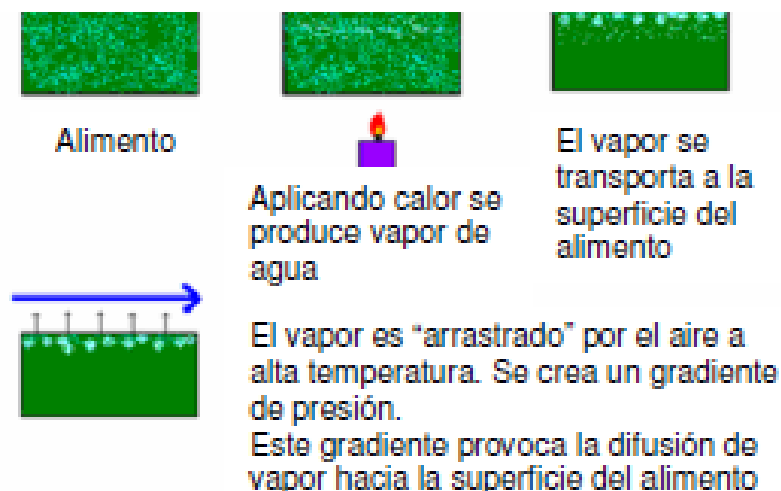 Alimento
Aplicando calor se
produce vapor de
agua
El vapor se
transporta a la
superficie del
alimento
El vapor es “arrastrado” por el aire a
alta temperatura. Se crea un gradiente
de presión.
Este gradiente provoca la difusión de
vapor hacia la superficie del alimento